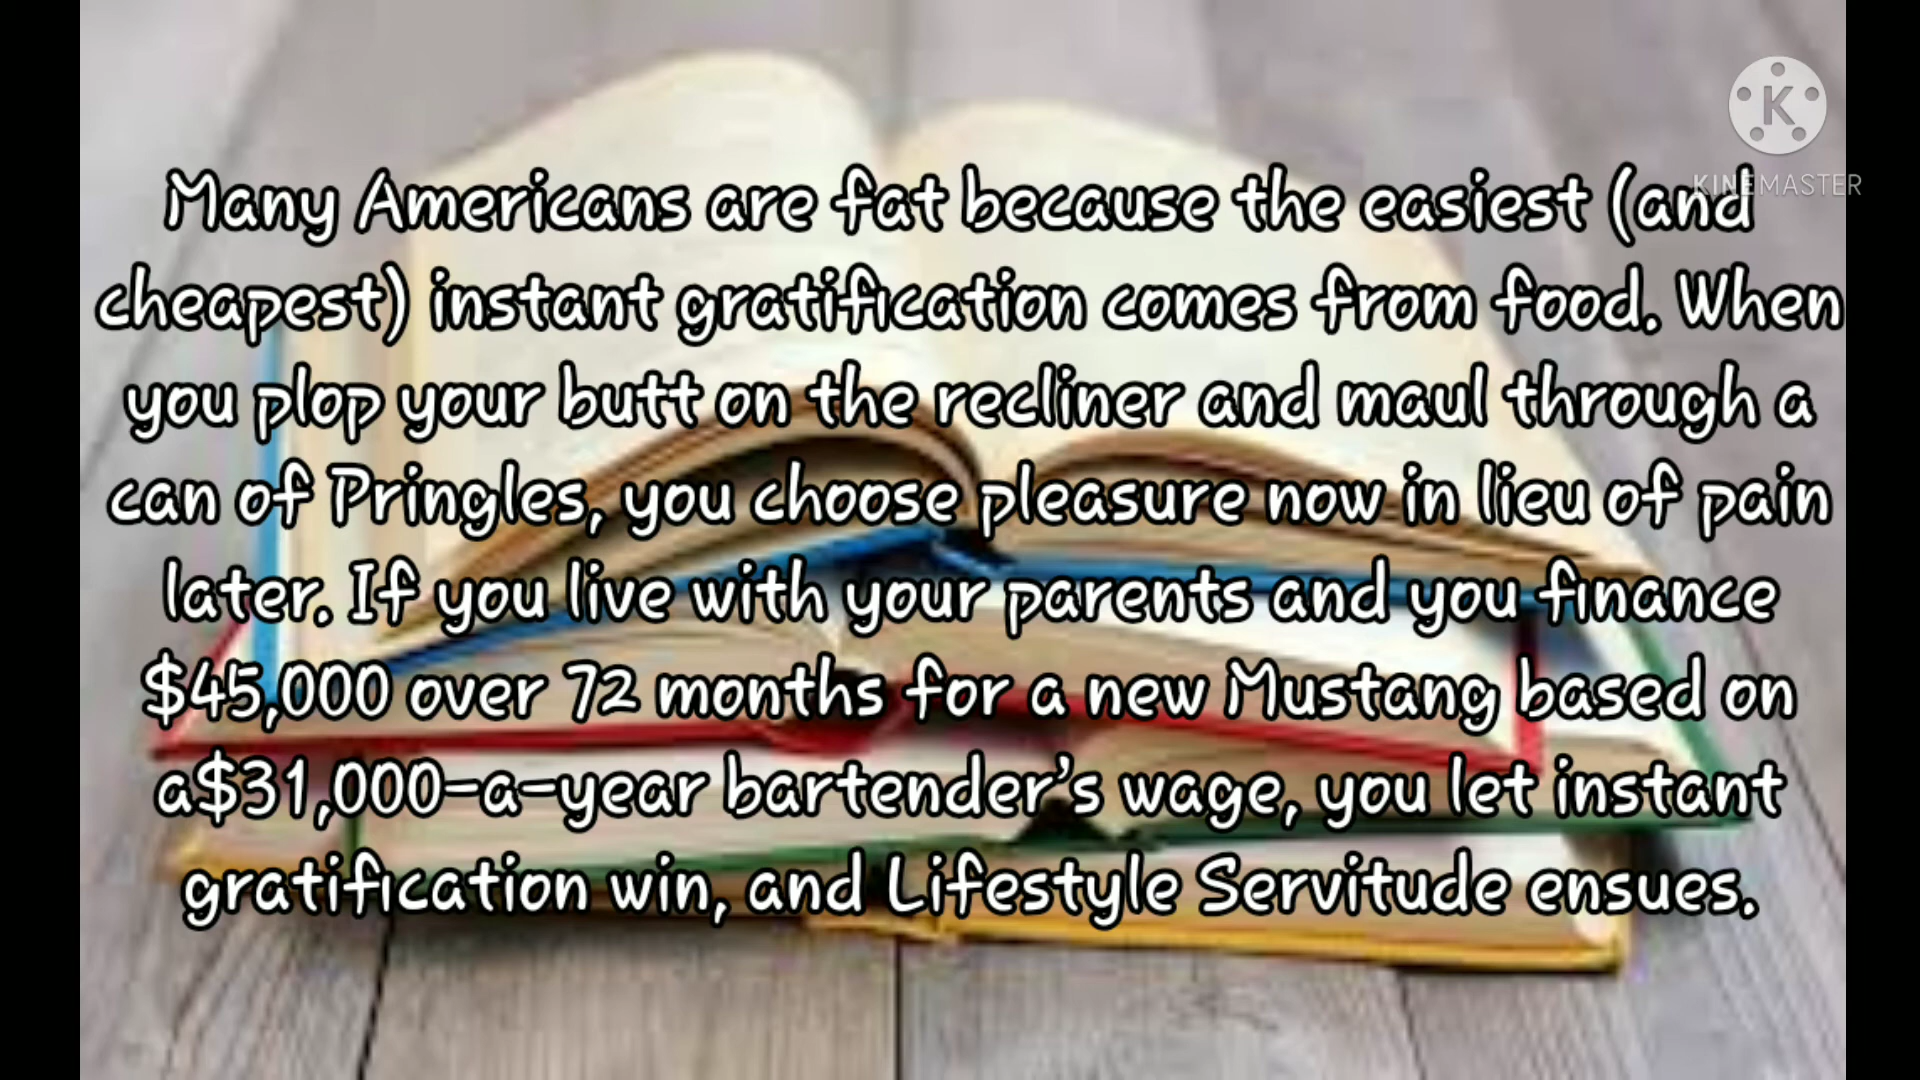 Many Americans are fat because the easiest (and
cheapest) instant gratification comes from food. When
you plop your butt on the recliner and maul through a
can of Pringles, you choose pleasure now in lieu of pain
later. If you live with your parents and you finance
$45,000 over 72 months for a new Mustang based on
a$31,000-a-year bartender’s wage, you let instant
gratification win, and Lifestyle Servitude ensues.
K
KINEMASTER